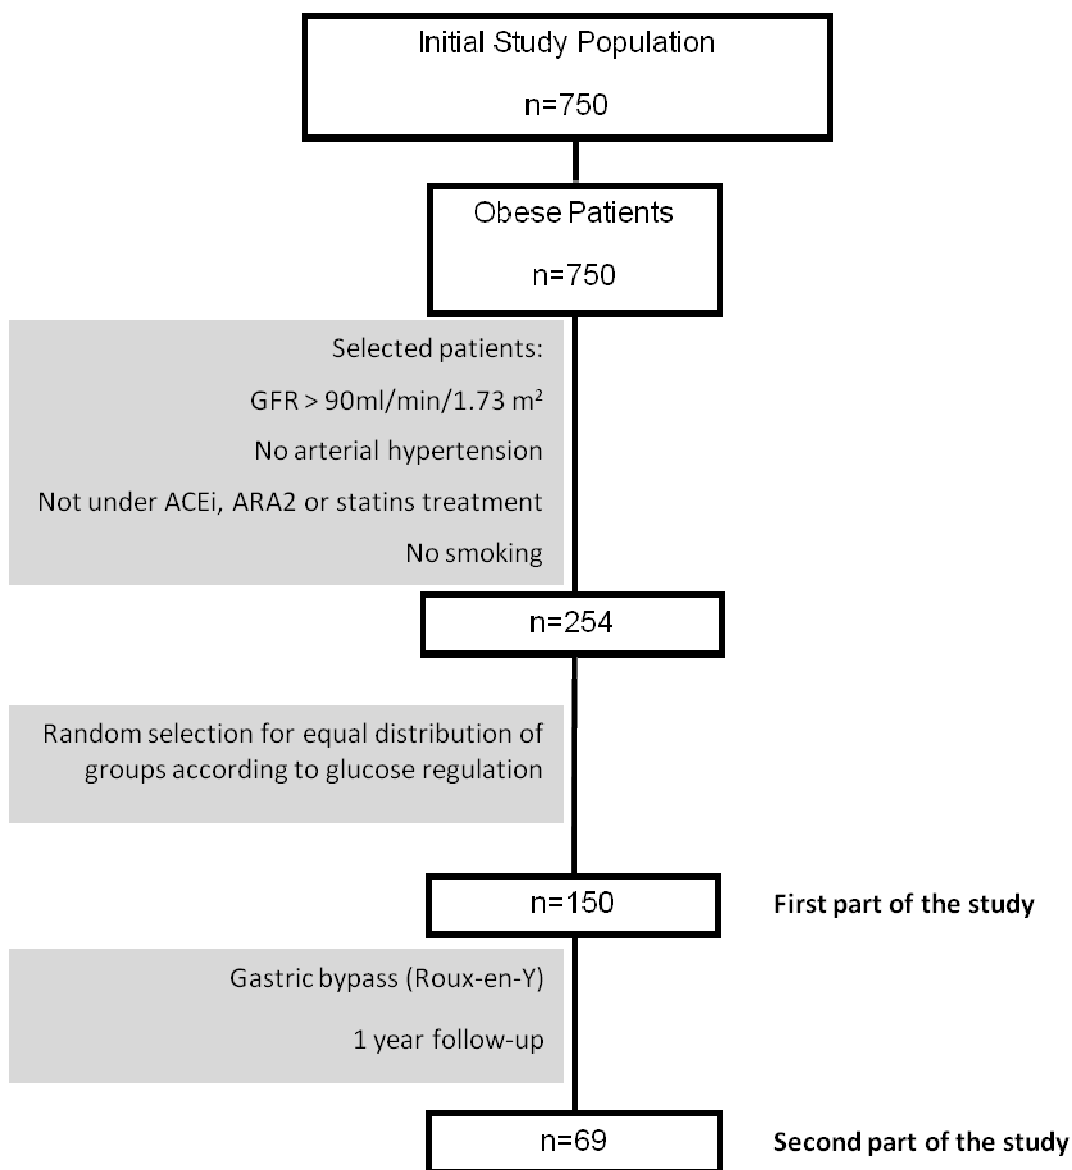 Initial Study Population
n=750
Obese Patients
n=750
Selected patients:
GFR > 90ml/min/1.73 m²
No arterial hypertension
Not under ACEi, ARA2 or statins treatment
No smoking
n=254
Random selection for equal distribution of
groups according to glucose regulation
n=150
First part of the study
Gastric bypass (Roux-en-Y)
1 year follow-up
n=69
Second part of the study